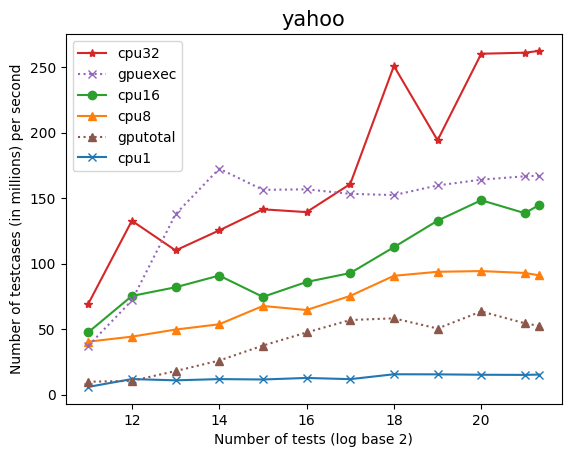 yahoo
Number of testcases (in millions) per second
250
200
150
100
50
0
cpu32
gpuexec
cpu16
cpu8
gputotal
cpu1
12 14 16 18 20
Number of tests (log base 2)